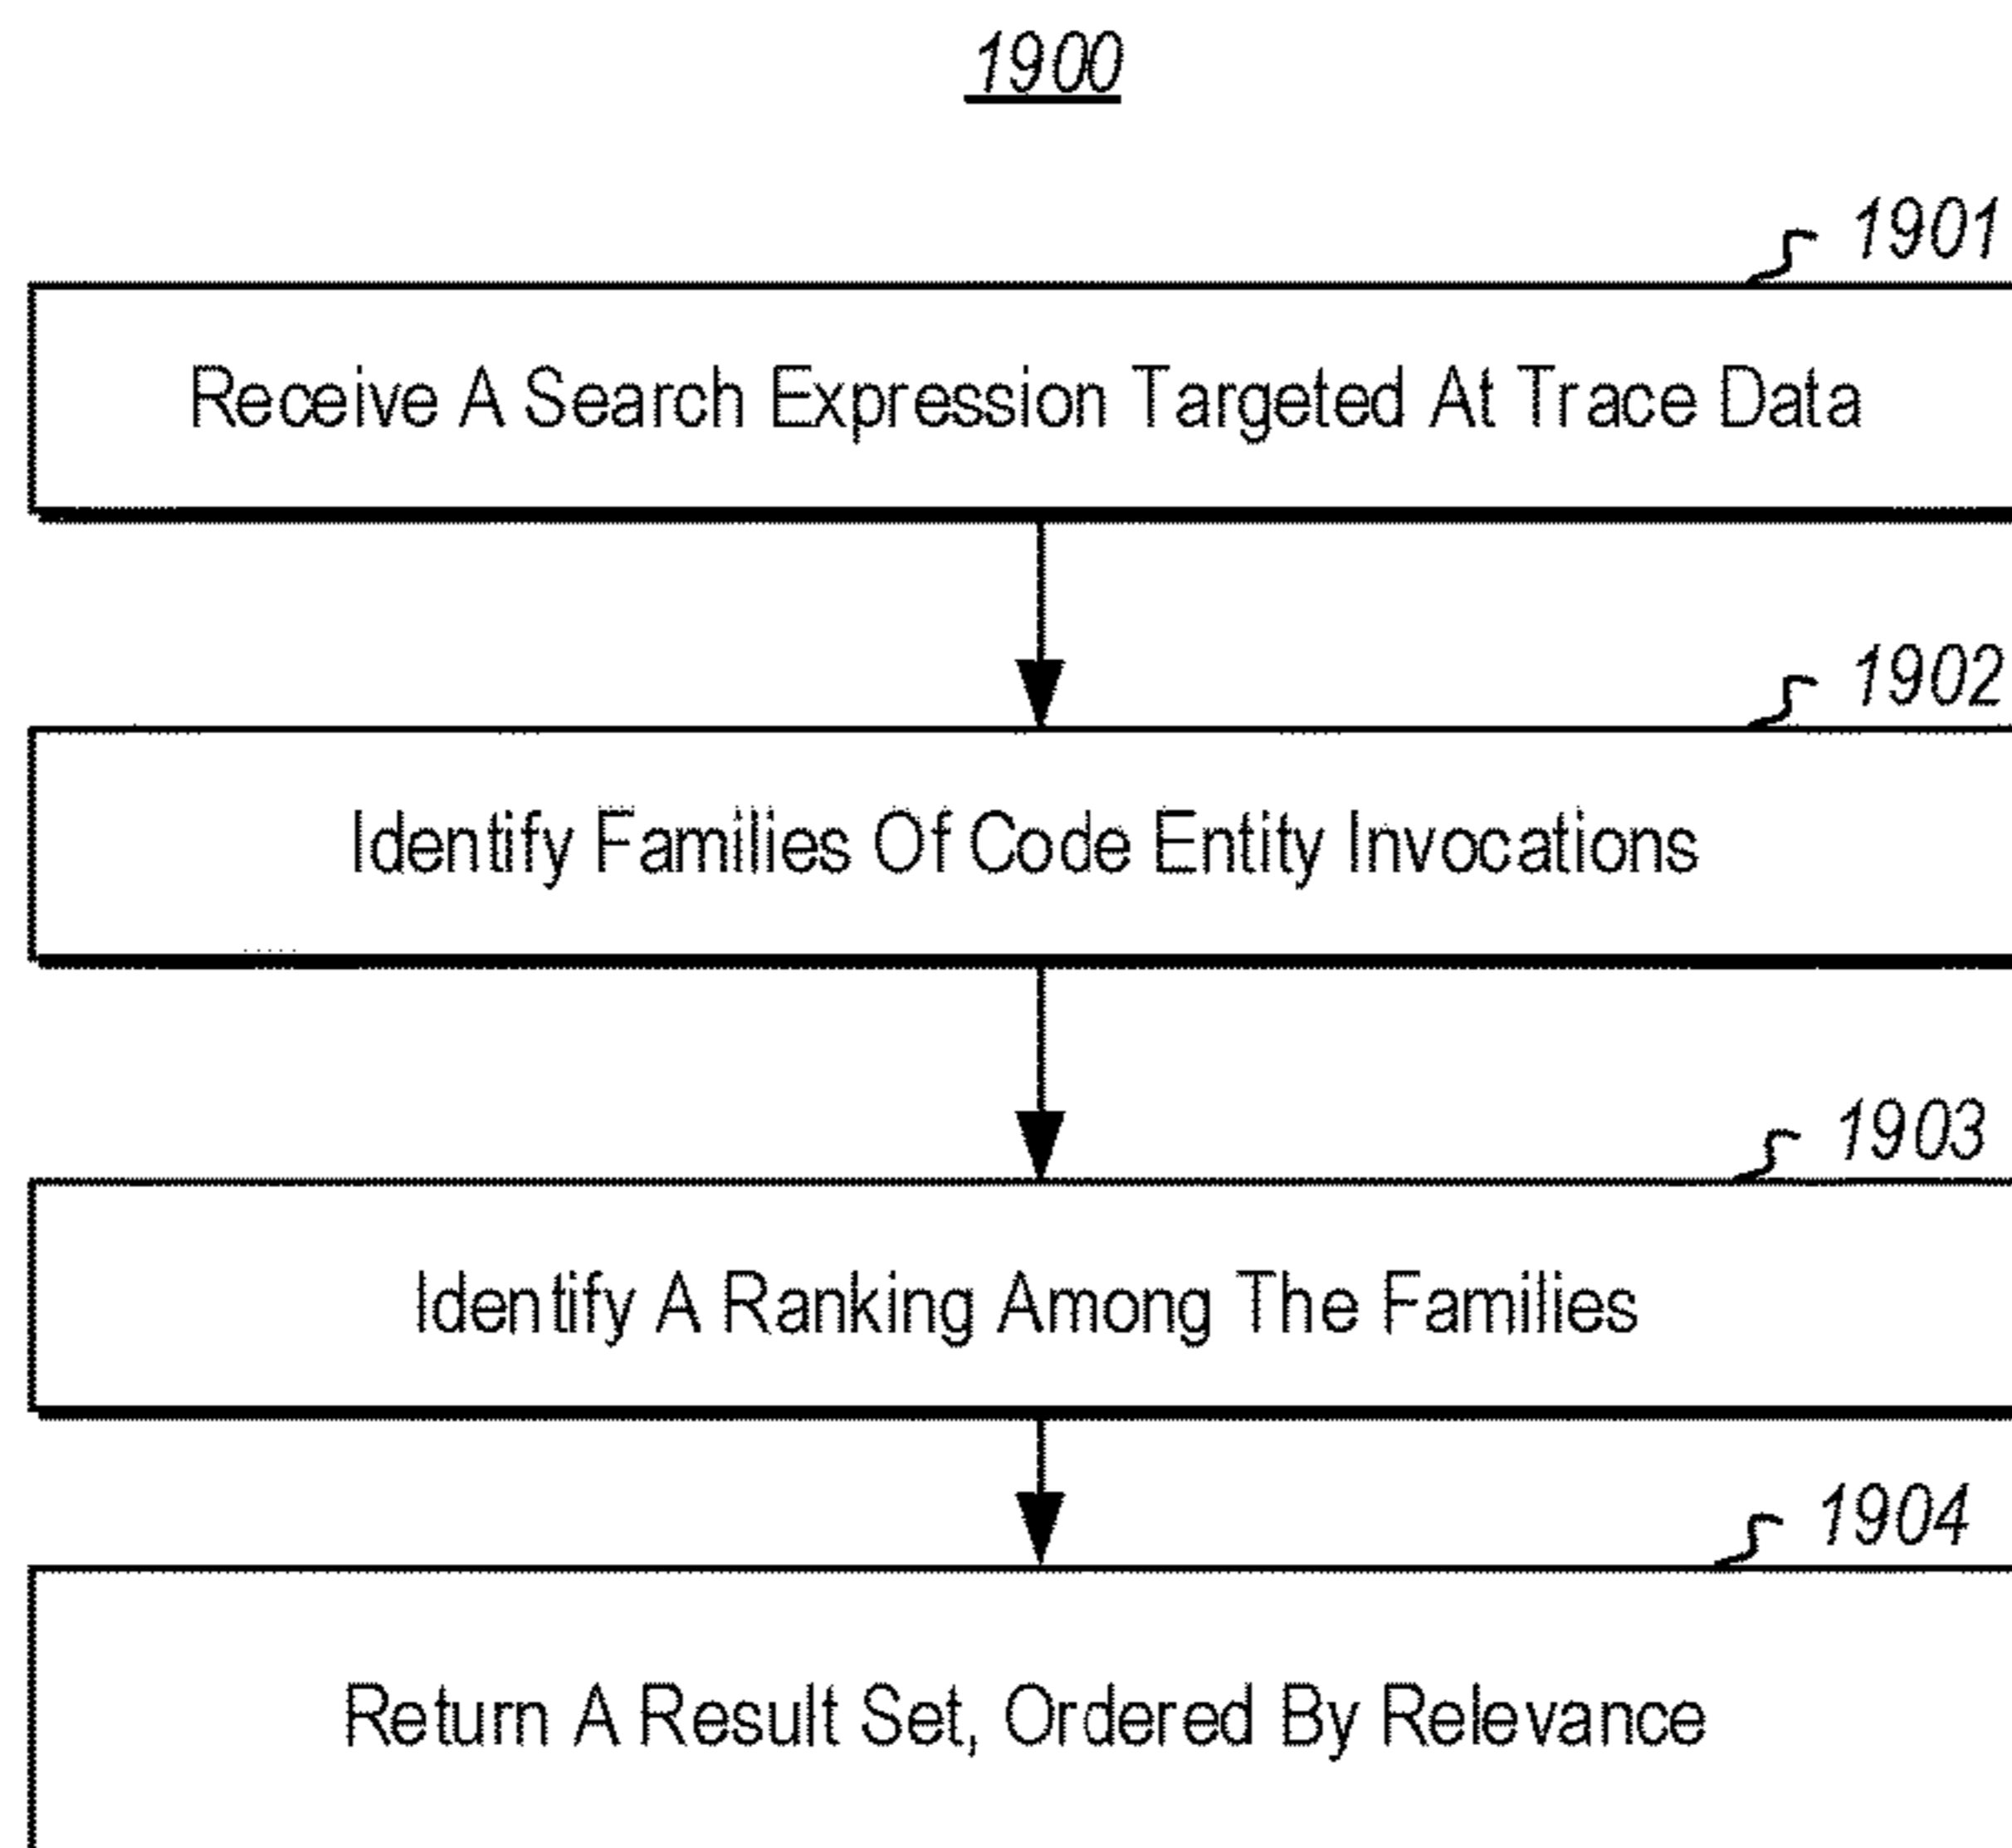 1900
1901
Receive A Search Expression Targeted At Trace Data
1902
Identify Families Of Code Entity Invocations
1903
Identify A Ranking Among The Families
1904
Return A Result Set, Ordered By Relevance